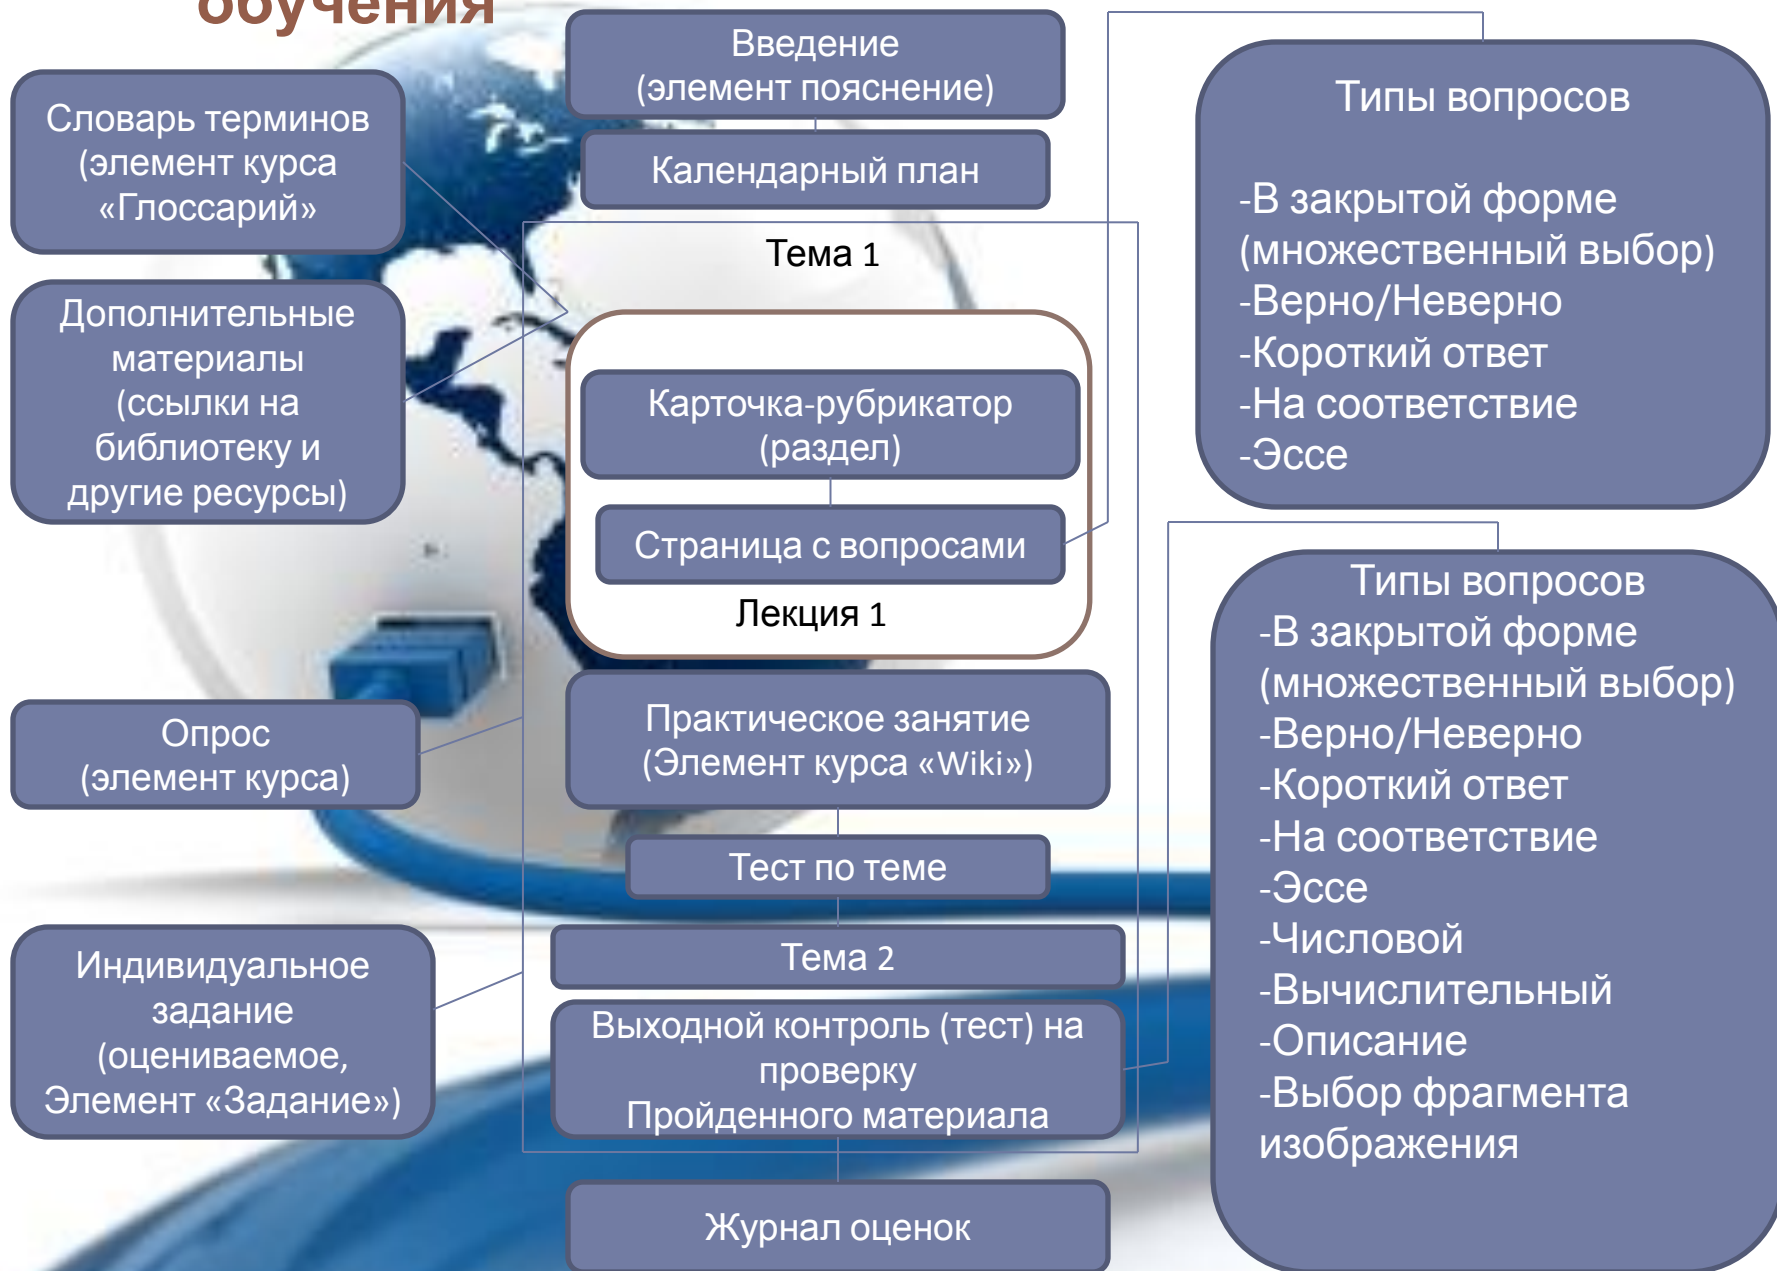 обучения
Введение
(элемент пояснение)
Календарный план
Словарь терминов
(элемент курса
«Глоссарий»
Дополнительные
материалы
(ссылки на
библиотеку и
другие ресурсы)
Тема 1
Карточка-рубрикатор
(раздел)
Страница с вопросами
Лекция 1
Опрос
(элемент курса)
Практическое занятие
(Элемент курса «Wiki»)
Тест по теме
Индивидуальное
задание
(оцениваемое,
Элемент «Задание»)
Тема 2
Выходной контроль (тест) на
проверку
Пройденного материала
Журнал оценок
Типы вопросов
-В закрытой форме
(множественный выбор)
-Верно/Неверно
-Короткий ответ
-На соответствие
-Эссе
Типы вопросов
-В закрытой форме
(множественный выбор)
-Верно/Неверно
-Короткий ответ
-На соответствие
-Эссе
-Числовой
-Вычислительный
-Описание
-Выбор фрагмента
изображения